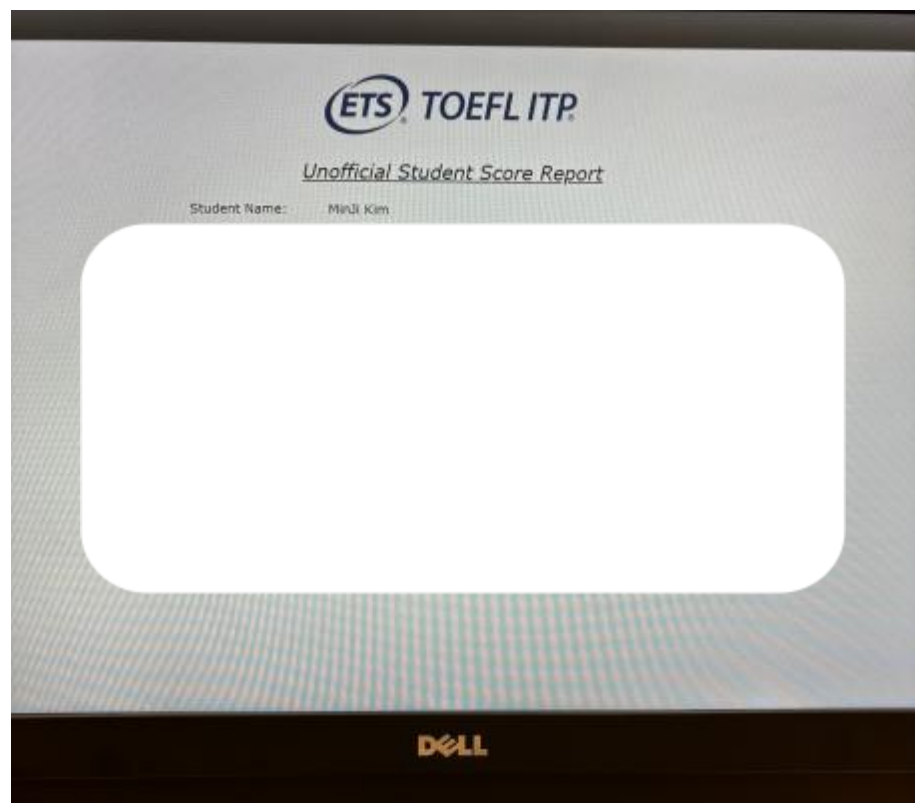 ETS® TOEFL ITP®
Unofficial Student Score Report
Student Name: MinJi Kim
DELL